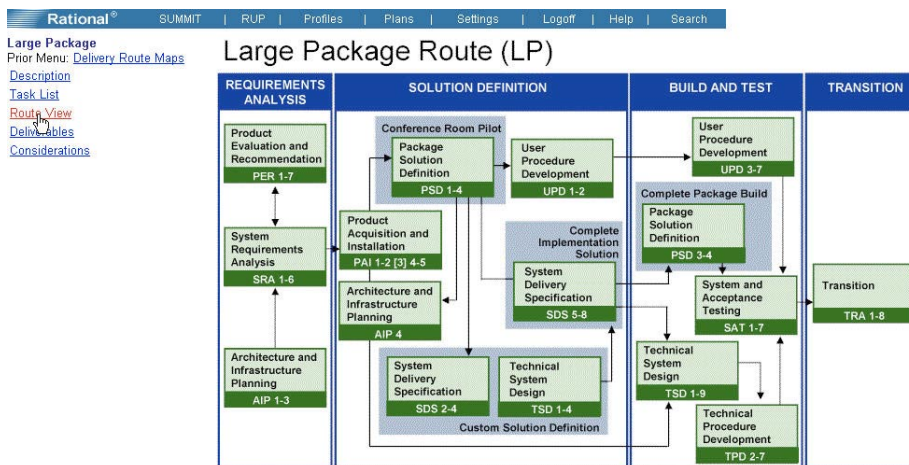 Rational® SUMMIT | RUP | Profiles | Plans | Settings | Logoff | Help | Search
Large Package
Prior Menu: Delivery Route Maps
Description
Task List
Route View
Deliverables
Considerations
Large Package Route (LP)
REQUIREMENTS
ANALYSIS
Product
Evaluation and
Recommendation
PER 1-7
System
Requirements
Analysis
SRA 1-6
Architecture and
Infrastructure
Planning
AIP 1-3
SOLUTION DEFINITION
Conference Room Pilot
Package
Solution
Definition
PSD 1-4
User
Procedure
Development
UPD 1-2
Product
Acquisition and
Installation
PAI 1-2 [3] 4-5
Architecture and
Infrastructure
Planning
AIP 4
Complete
Implementation
Solution
System
Delivery
Specification
SDS 5-8
System
Delivery
Specification
SDS 2-4
Technical
System
Design
TSD 1-4
Custom Solution Definition
BUILD AND TEST
User
Procedure
Development
UPD 3-7
Complete Package Build
Package
Solution
Definition
PSD 3-4
System and
Acceptance
Testing
SAT 1-7
Technical
System
Design
TSD 1-9
Technical
Procedure
Development
TPD 2-7
TRANSITION
Transition
TRA 1-8